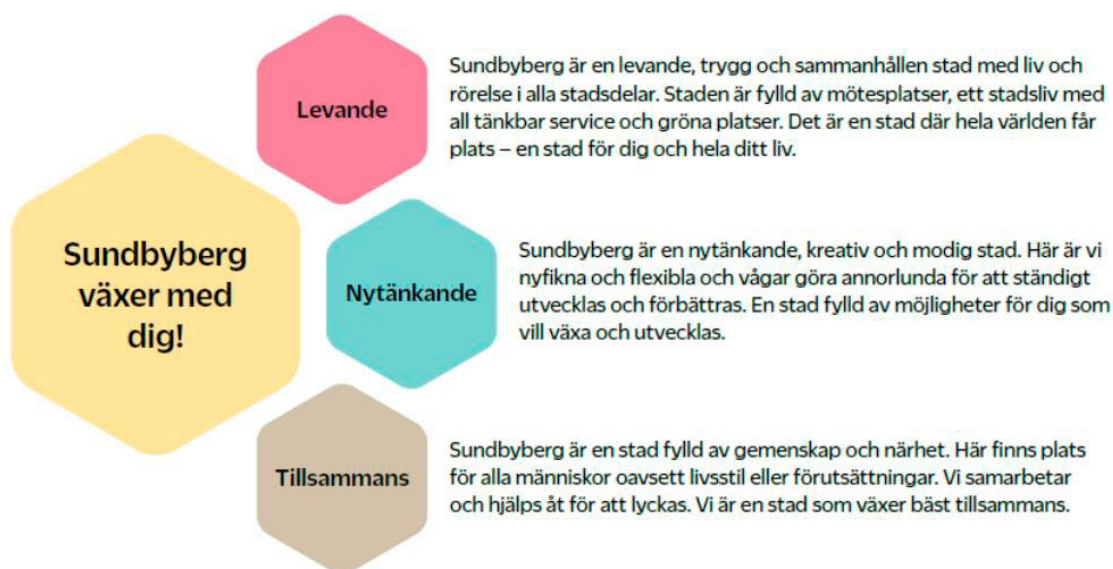 Sundbyberg
växer med
dig!
Levande
Sundbyberg är en levande, trygg och sammanhållen stad med liv och
rörelse i alla stadsdelar. Staden är fylld av mötesplatser, ett stadsliv med
all tänkbar service och gröna platser. Det är en stad där hela världen får
plats – en stad för dig och hela ditt liv.
Nytänkande
Sundbyberg är en nytänkande, kreativ och modig stad. Här är vi
nyfikna och flexibla och vågar göra annorlunda för att ständigt
utvecklas och förbättras. En stad fylld av möjligheter för dig som
vill växa och utvecklas.
Tillsammans
Sundbyberg är en stad fylld av gemenskap och närhet. Här finns plats
för alla människor oavsett livsstil eller förutsättningar. Vi samarbetar
och hjälps åt för att lyckas. Vi är en stad som växer bäst tillsammans.